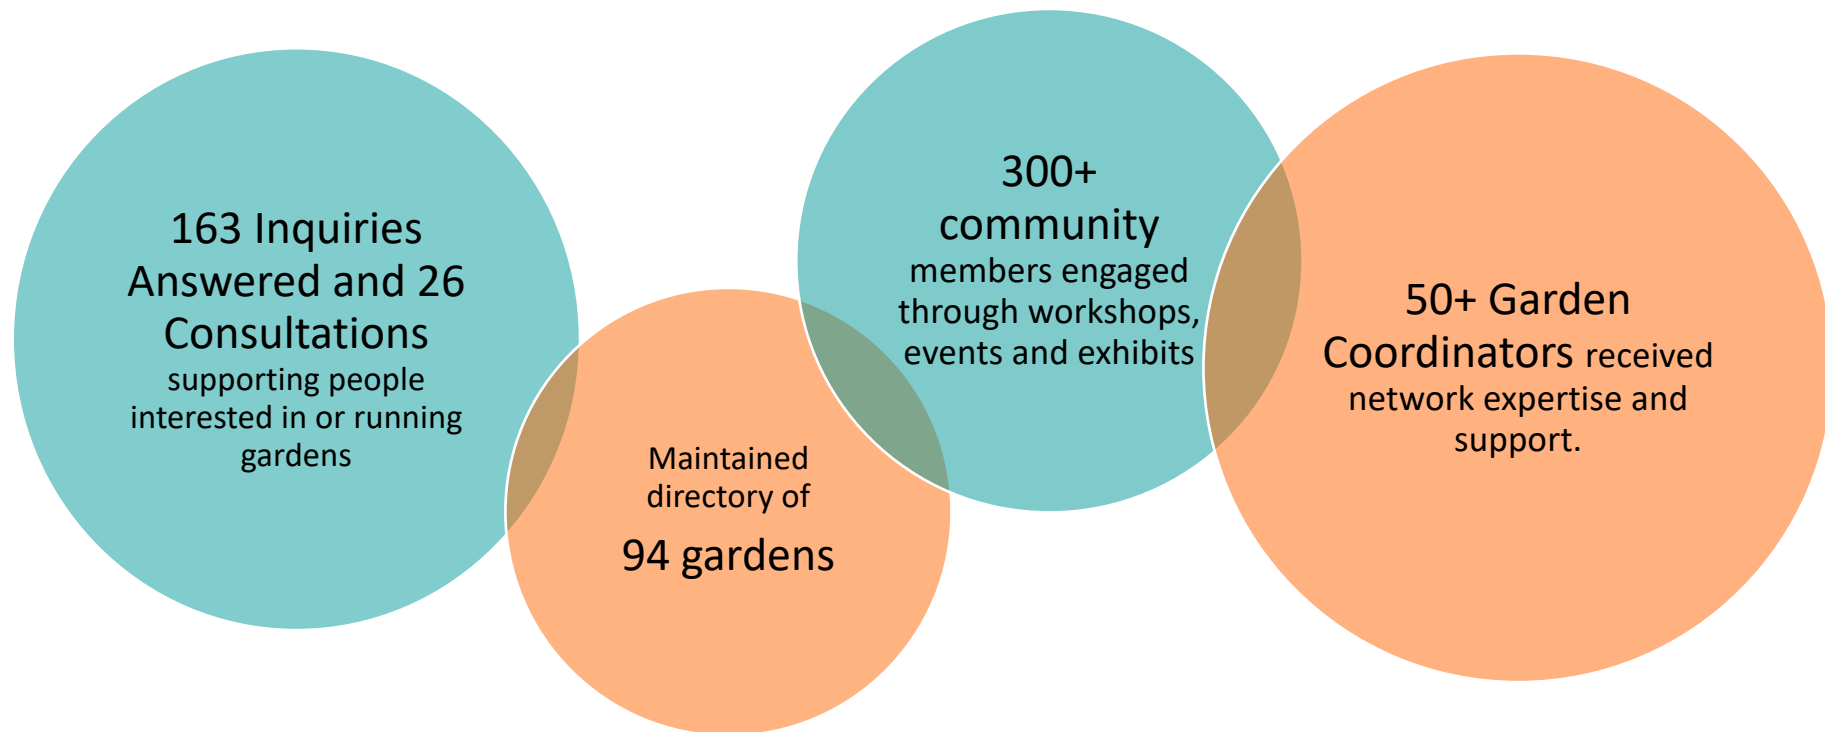 163 Inquiries
Answered and 26
Consultations
supporting people
interested in or running
gardens
Maintained
directory of
94 gardens
300+
community
members engaged
through workshops,
events and exhibits
50+ Garden
Coordinators received
network expertise and
support.